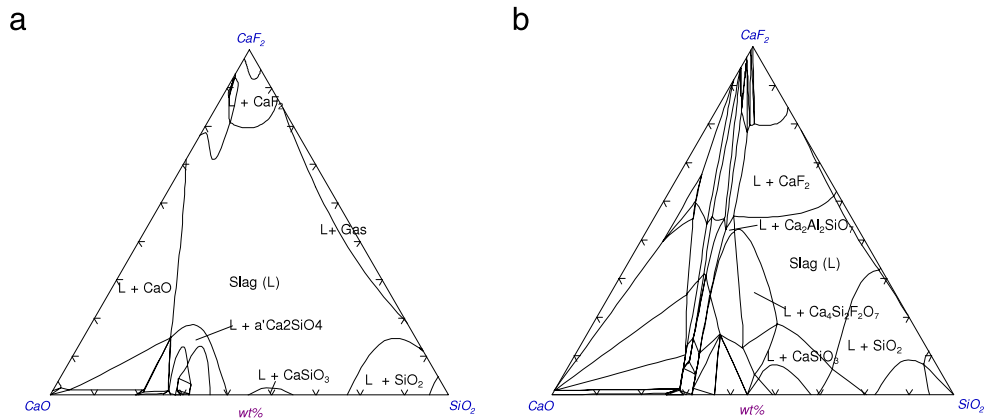 a
CaF2
L + CaF2
L+ Gas
L + CaO
Slag (L)
L + a'Ca2SiO4
L + CaSiO3
L + SiO2
CaO
wt%
SiO2
b
CaF2
L + CaF2
L + Ca2Al2SiO7
Slag (L)
L + Ca4Si2F2O7
L + CaSiO3
L + SiO2
CaO
wt%
SiO2